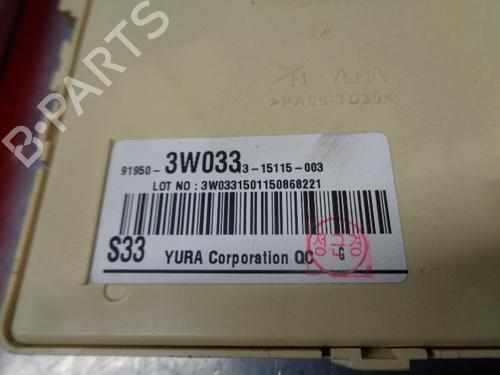 B-PARTS
YURA
>PA66-TD30<
91950- 3W033 3-15115-003
LOT NO : 3W0331501150868221
S33 YURA Corporation QC
G